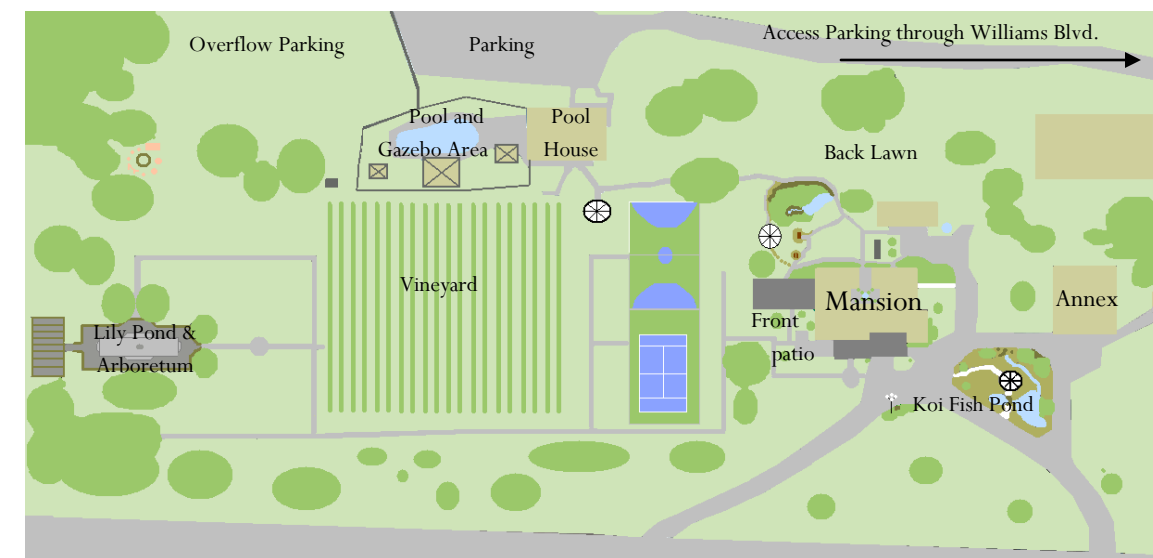 Access Parking through Williams Blvd.
Overflow Parking
Parking
Pool and
Gazebo Area
Pool
House
Back Lawn
Vineyard
Mansion
Annex
Front
patio
Lily Pond &
Arboretum
Koi Fish Pond